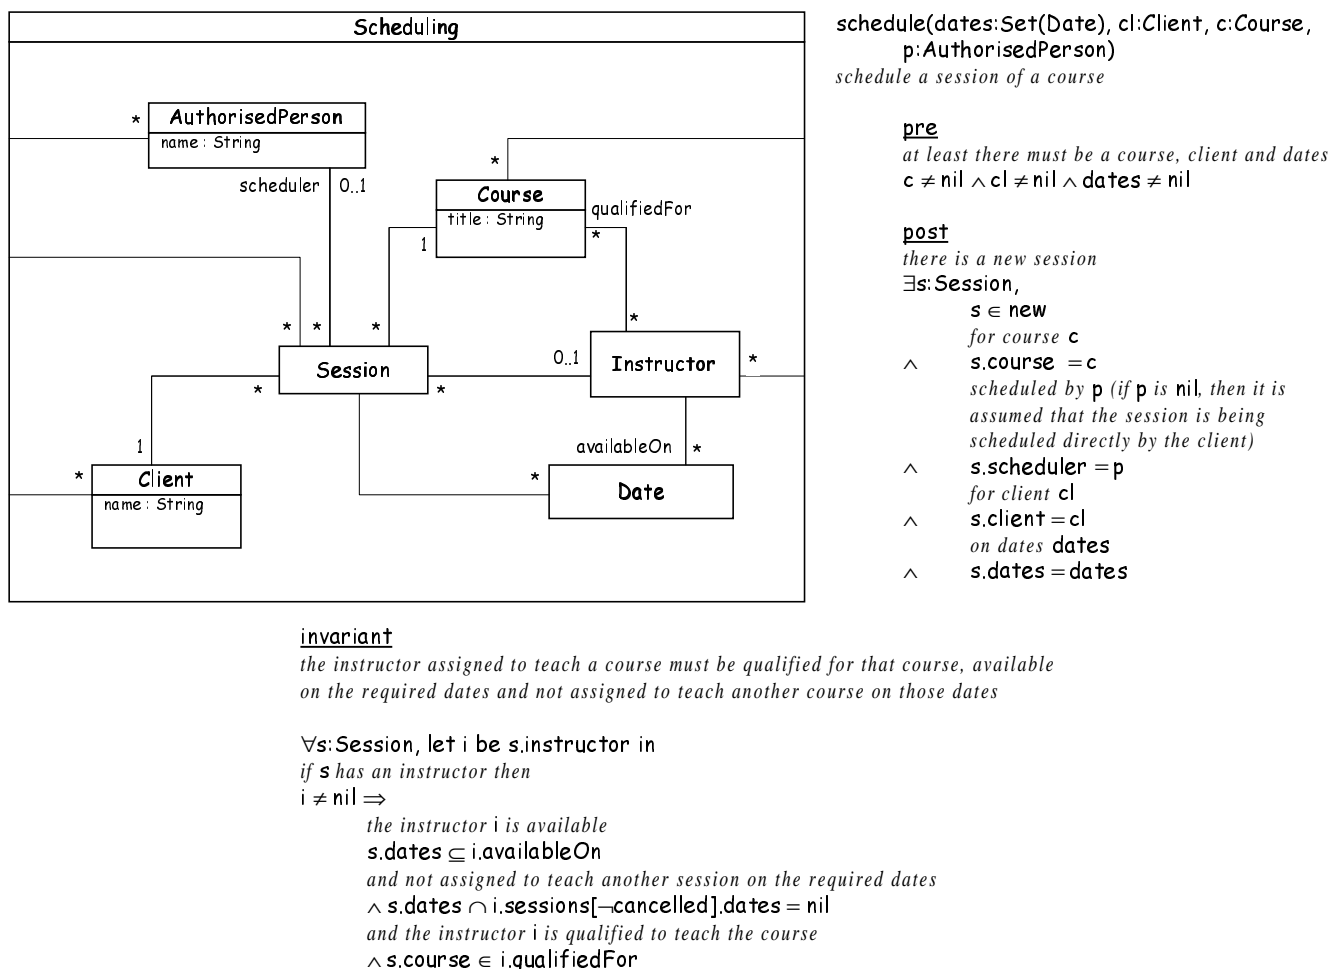 Scheduling
*
AuthorisedPerson
name : String
scheduler
0..1
*
Course
title : String
qualifiedFor
*
1
*
*
*
*
*
Session
*
*
0..1
Instructor
*
1
*
Client
name : String
availableOn
*
*
Date
schedule(dates:Set(Date), cl:Client, c:Course,
p:AuthorisedPerson)
schedule a session of a course
pre
at least there must be a course, client and dates
c ≠ nil ∧ cl ≠ nil ∧ dates ≠ nil
post
there is a new session
∃s:Session,
s ∈ new
for course c
∧ s.course = c
scheduled by p (if p is nil, then it is
assumed that the session is being
scheduled directly by the client)
∧ s.scheduler = p
for client cl
∧ s.client = cl
on dates dates
∧ s.dates = dates
invariant
the instructor assigned to teach a course must be qualified for that course, available
on the required dates and not assigned to teach another course on those dates
∀s:Session, let i be s.instructor in
if s has an instructor then
i ≠ nil ⇒
the instructor i is available
s.dates ⊆ i.availableOn
and not assigned to teach another session on the required dates
∧ s.dates ∩ i.sessions[¬cancelled].dates = nil
and the instructor i is qualified to teach the course
∧ s.course ∈ i.qualifiedFor